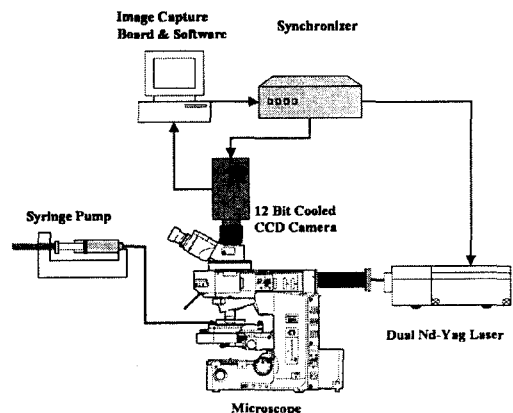 Image Capture
Board & Software
Synchronizer
12 Bit Cooled
CCD Camera
Syringe Pump
Dual Nd-Yag Laser
Microscope